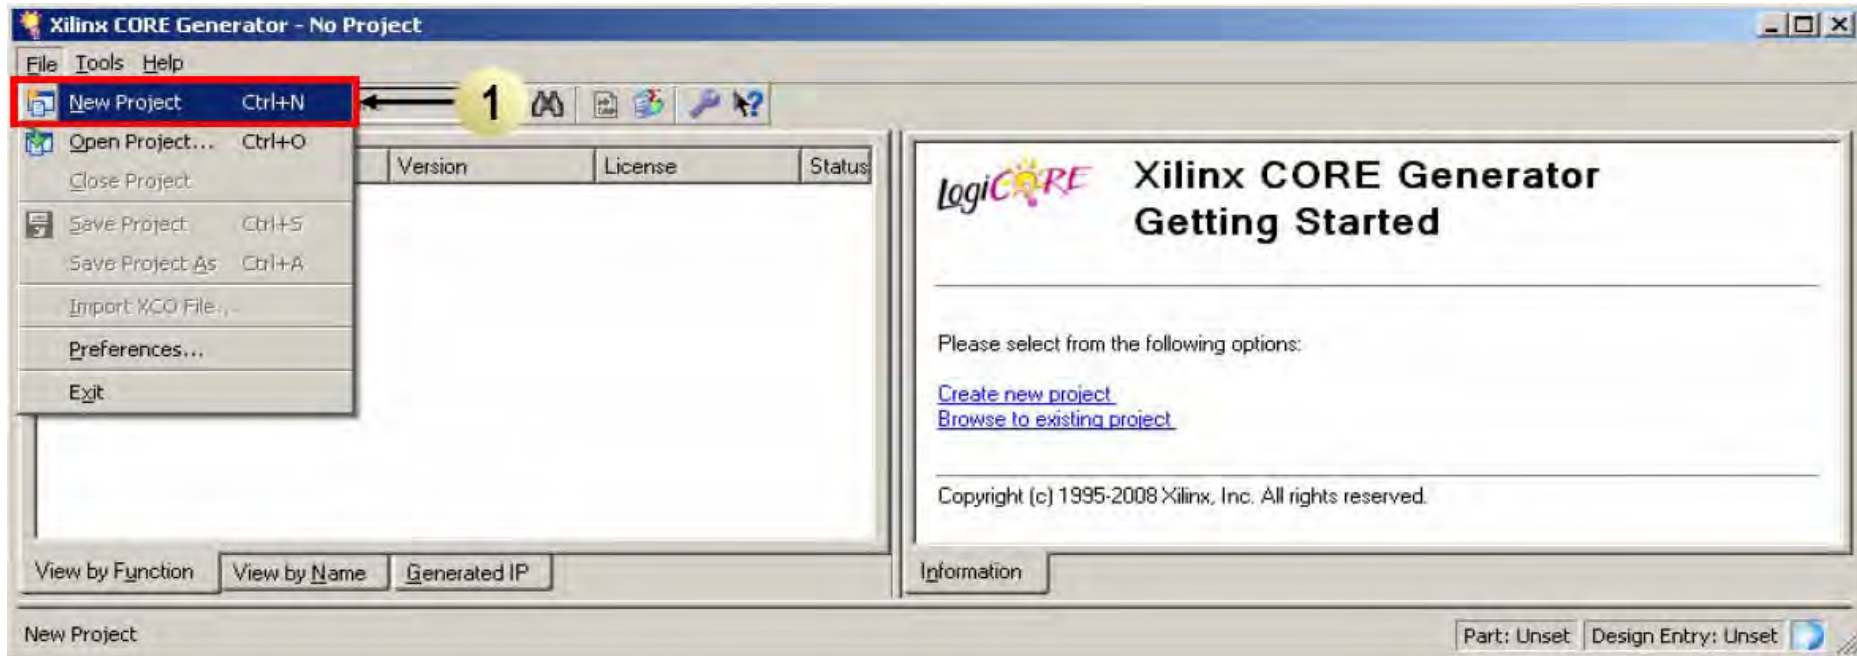 Xilinx CORE Generator - No Project
File Tools Help
New Project Ctrl+N
1
Open Project... Ctrl+O
Close Project
Save Project Ctrl+S
Save Project As Ctrl+A
Import XCO File...
Preferences...
Exit
Version License Status
LogiCORE
Xilinx CORE Generator
Getting Started
Please select from the following options:
Create new project
Browse to existing project
Copyright (c) 1995-2008 Xilinx, Inc. All rights reserved.
View by Function View by Name Generated IP
Information
New Project
Part: Unset Design Entry: Unset